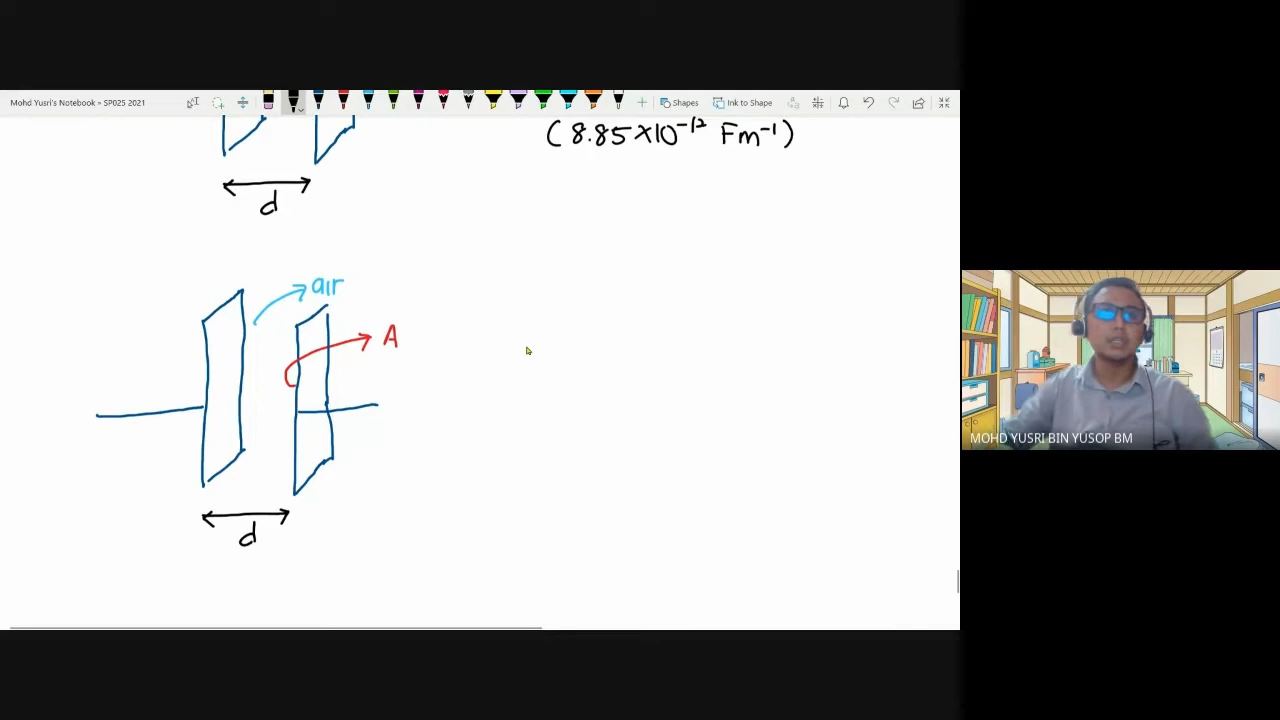 Mohd Yusri's Notebook » SP025 2021
Shapes
Ink to Shape
(8.85×10⁻¹² Fm⁻¹)
d
air
A
d
MOHD YUSRI BIN YUSOP BM